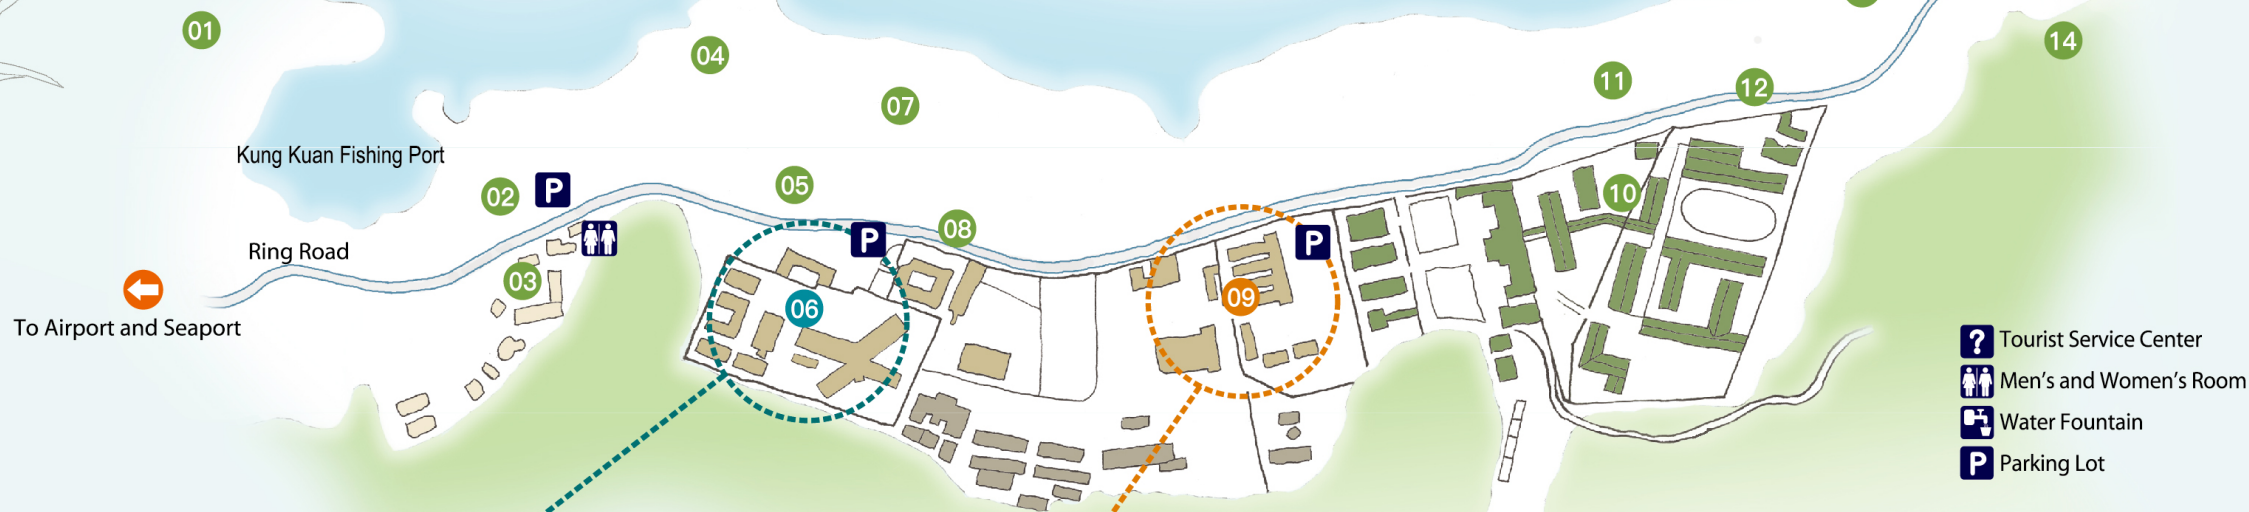 01
04
14
11
12
07
Kung Kuan Fishing Port
02
P
05
10
08
P
P
Ring Road
03
06
09
To Airport and Seaport
? Tourist Service Center
Men's and Women's Room
Water Fountain
P Parking Lot